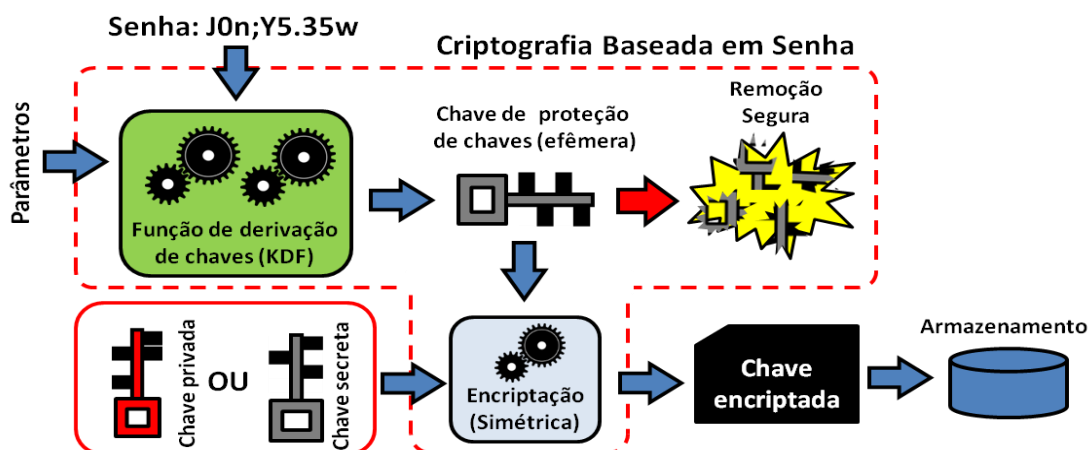 Senha: J0n;Y5.35w
Criptografia Baseada em Senha
Parâmetros
Função de derivação
de chaves (KDF)
Chave de proteção
de chaves (efêmera)
Remoção
Segura
Chave privada
OU
Chave secreta
Encriptação
(Simétrica)
Chave
encriptada
Armazenamento